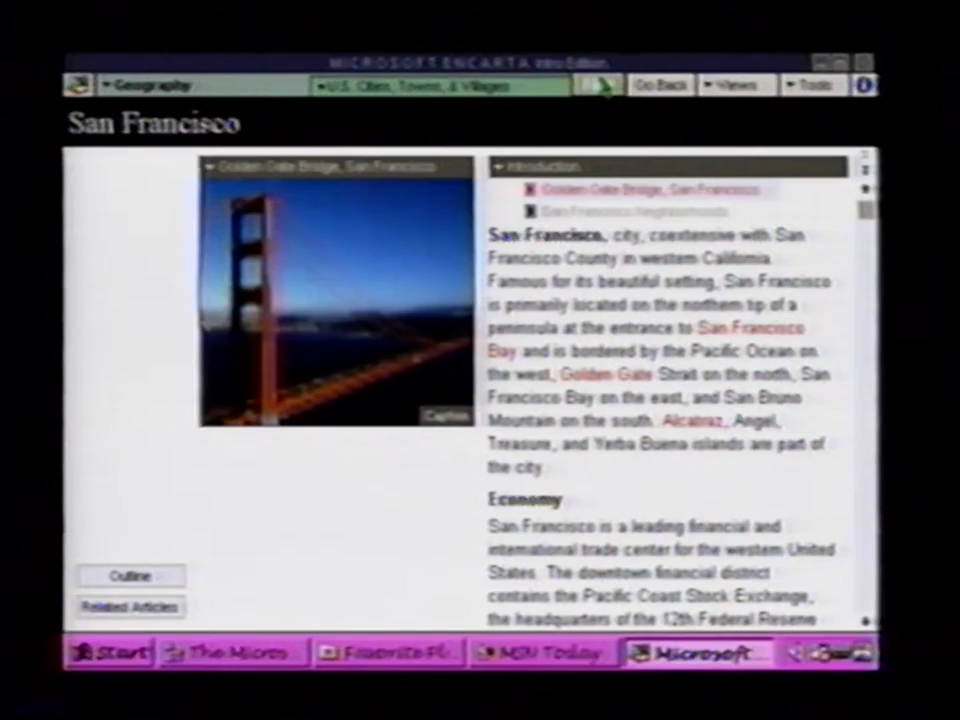 MICROSOFT ENCARTA Intro Edition
Geography
U.S. Cities, Towns, & Villages
Go Back
Views
Tools
San Francisco
Golden Gate Bridge, San Francisco
Caption
Outline
Related Articles
Introduction
Golden Gate Bridge, San Francisco
San Francisco Neighborhoods
San Francisco, city, coextensive with San
Francisco County in western California.
Famous for its beautiful setting, San Francisco
is primarily located on the northern tip of a
peninsula at the entrance to San Francisco
Bay and is bordered by the Pacific Ocean on
the west, Golden Gate Strait on the north, San
Francisco Bay on the east, and San Bruno
Mountain on the south. Alcatraz, Angel,
Treasure, and Yerba Buena islands are part of
the city.
Economy
San Francisco is a leading financial and
international trade center for the western United
States. The downtown financial district
contains the Pacific Coast Stock Exchange,
the headquarters of the 12th Federal Reserve
Start
The Micros...
Favorite Pl...
MSN Today
Microsoft...